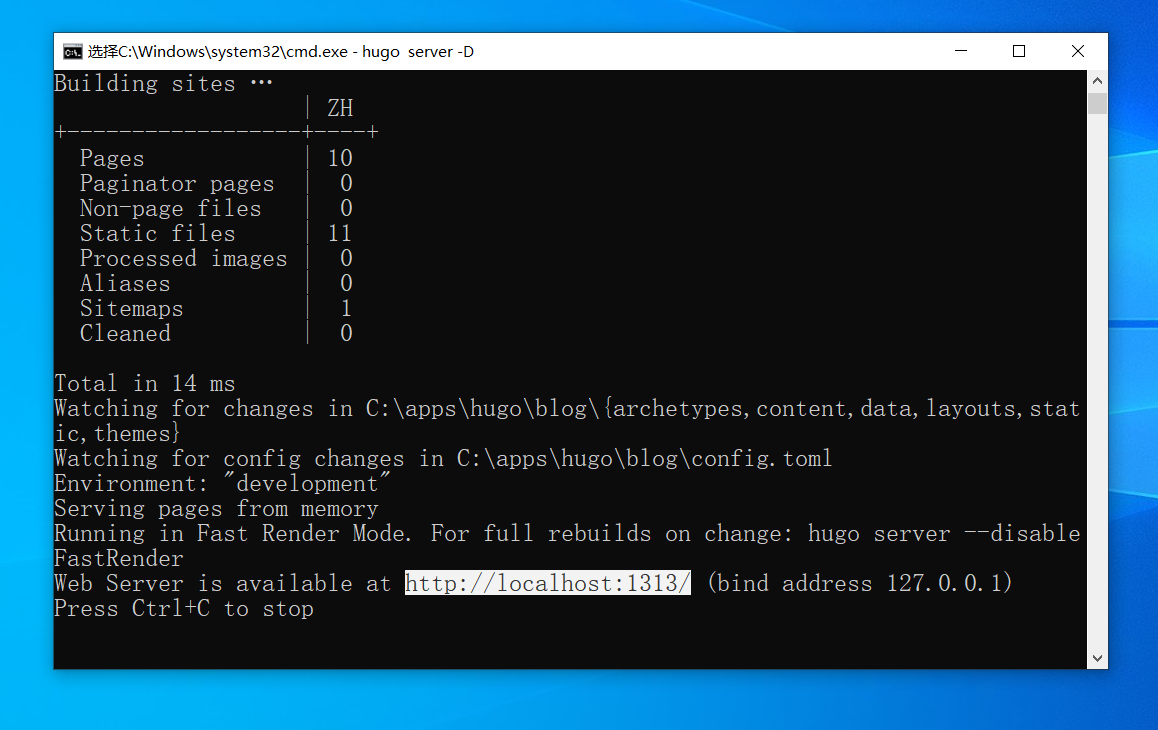 选择C:\Windows\system32\cmd.exe - hugo  server -D
Building sites …
                   | ZH
+------------------+----+
  Pages            | 10
  Paginator pages  |  0
  Non-page files   |  0
  Static files     | 11
  Processed images |  0
  Aliases          |  0
  Sitemaps         |  1
  Cleaned          |  0
Total in 14 ms
Watching for changes in C:\apps\hugo\blog\{archetypes,content,data,layouts,stat
ic,themes}
Watching for config changes in C:\apps\hugo\blog\config.toml
Environment: "development"
Serving pages from memory
Running in Fast Render Mode. For full rebuilds on change: hugo server --disable
FastRender
Web Server is available at http://localhost:1313/ (bind address 127.0.0.1)
Press Ctrl+C to stop